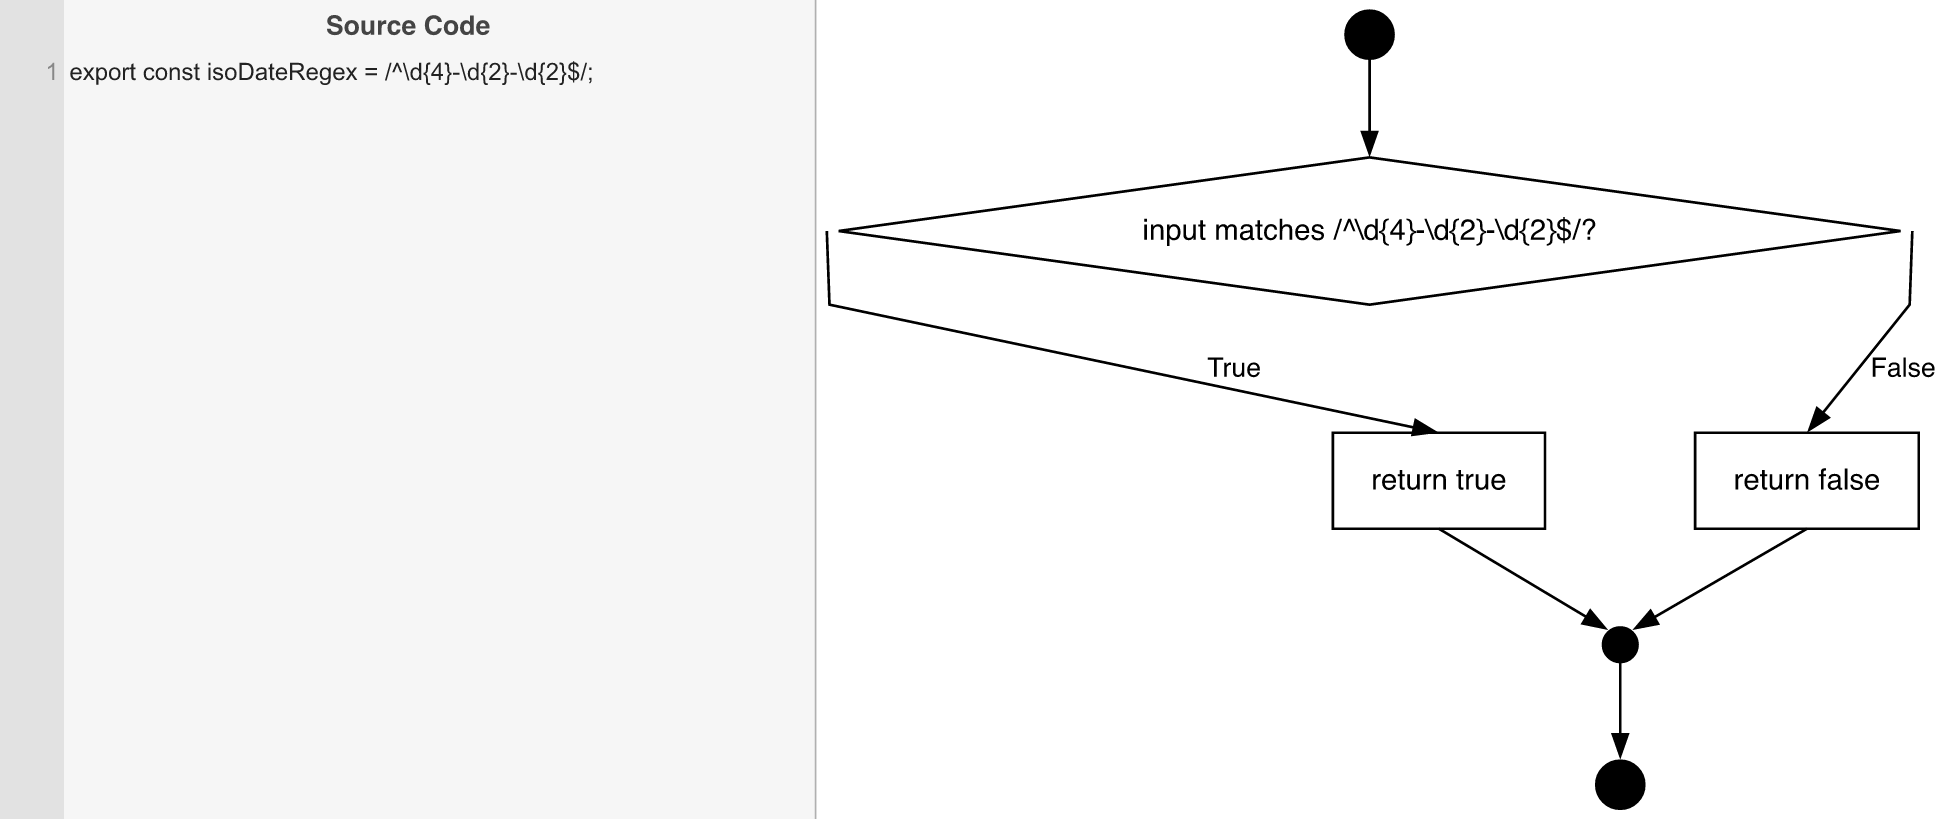 Source Code
1 export const isoDateRegex = /^\d{4}-\d{2}-\d{2}$/;
input matches /^\d{4}-\d{2}-\d{2}$/?
True
False
return true
return false